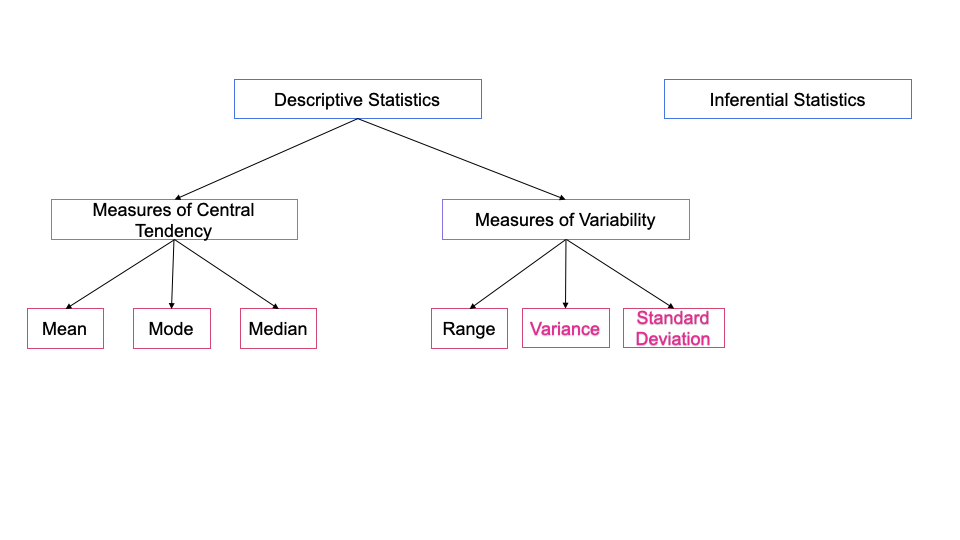 Descriptive Statistics
Inferential Statistics
Measures of Central
Tendency
Measures of Variability
Mean
Mode
Median
Range
Variance
Standard
Deviation